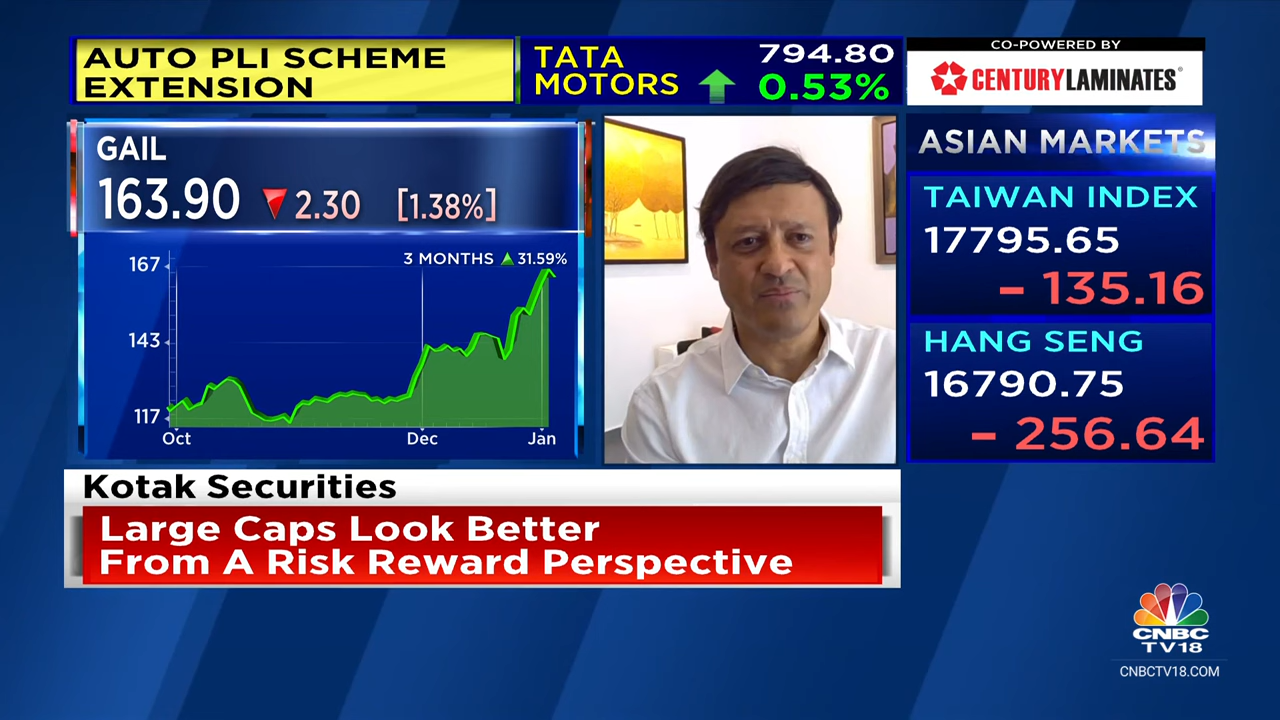 AUTO PLI SCHEME
EXTENSION
TATA
MOTORS
794.80
0.53%
CO-POWERED BY
CENTURYLAMINATES®
GAIL
163.90 2.30 [1.38%]
3 MONTHS 31.59%
167
143
117
Oct Dec Jan
ASIAN MARKETS
TAIWAN INDEX
17795.65
– 135.16
HANG SENG
16790.75
– 256.64
Kotak Securities
Large Caps Look Better
From A Risk Reward Perspective
CNBC
TV18
CNBCTV18.COM